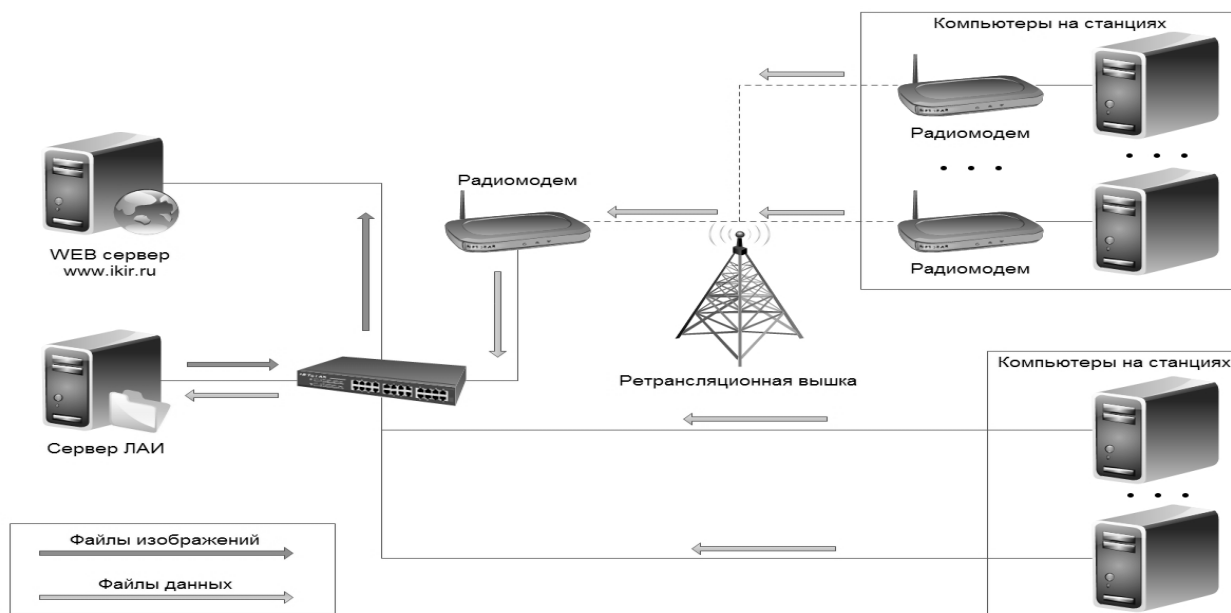 Компьютеры на станциях
Радиомодем
Радиомодем
Радиомодем
WEB сервер
www.ikir.ru
Ретрансляционная вышка
Компьютеры на станциях
Сервер ЛАИ
Файлы изображений
Файлы данных